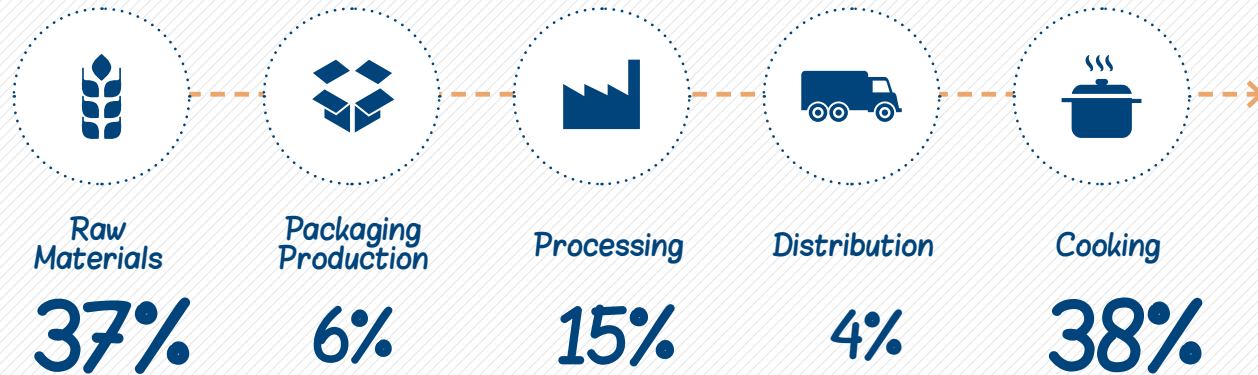 Raw
Materials
37%
Packaging
Production
6%
Processing
15%
Distribution
4%
Cooking
38%